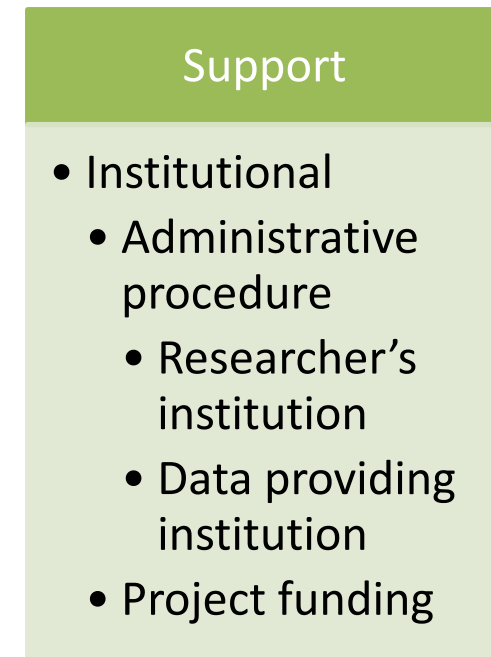 Support
• Institutional
• Administrative
procedure
• Researcher’s
institution
• Data providing
institution
• Project funding